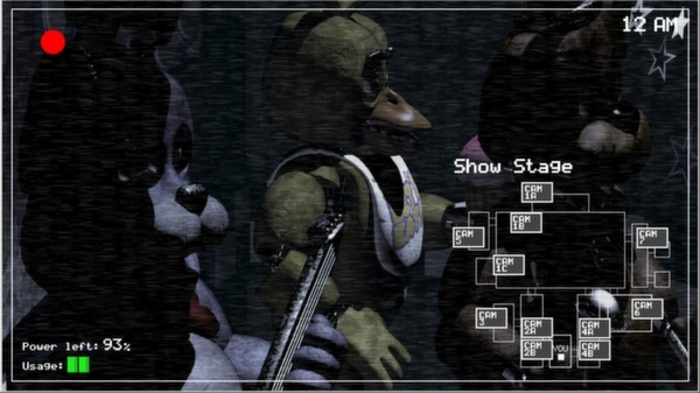 12 AM
Show Stage
CAM
1A
CAM
1B
CAM
5
CAM
7
CAM
1C
CAM
3
CAM
6
CAM
2A
CAM
4A
CAM
2B
YOU
CAM
4B
Power left: 93%
Usage: